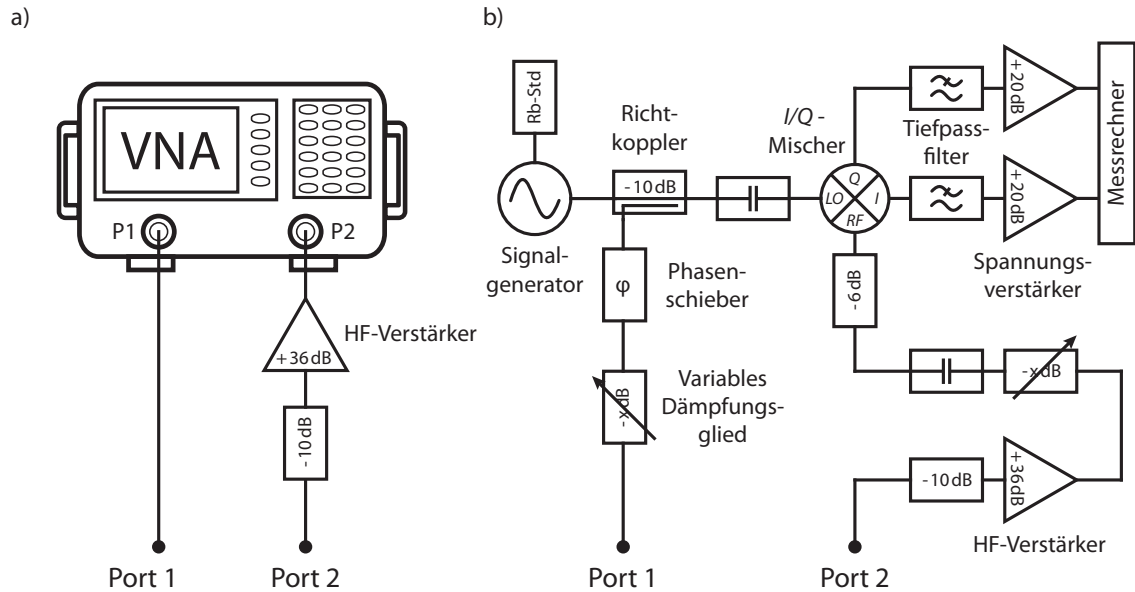 a)
VNA
P1
P2
HF-Verstärker
+36dB
-10dB
Port 1
Port 2
b)
Rb-Std
Signal-
generator
Richt-
koppler
-10dB
I/Q -
Mischer
Q
LO
I
RF
Tiefpass-
filter
+20dB
+20dB
Messrechner
Spannungs-
verstärker
φ
Phasen-
schieber
-6dB
-xdB
Variables
Dämpfungs-
glied
-xdB
-10dB
+36dB
HF-Verstärker
Port 1
Port 2